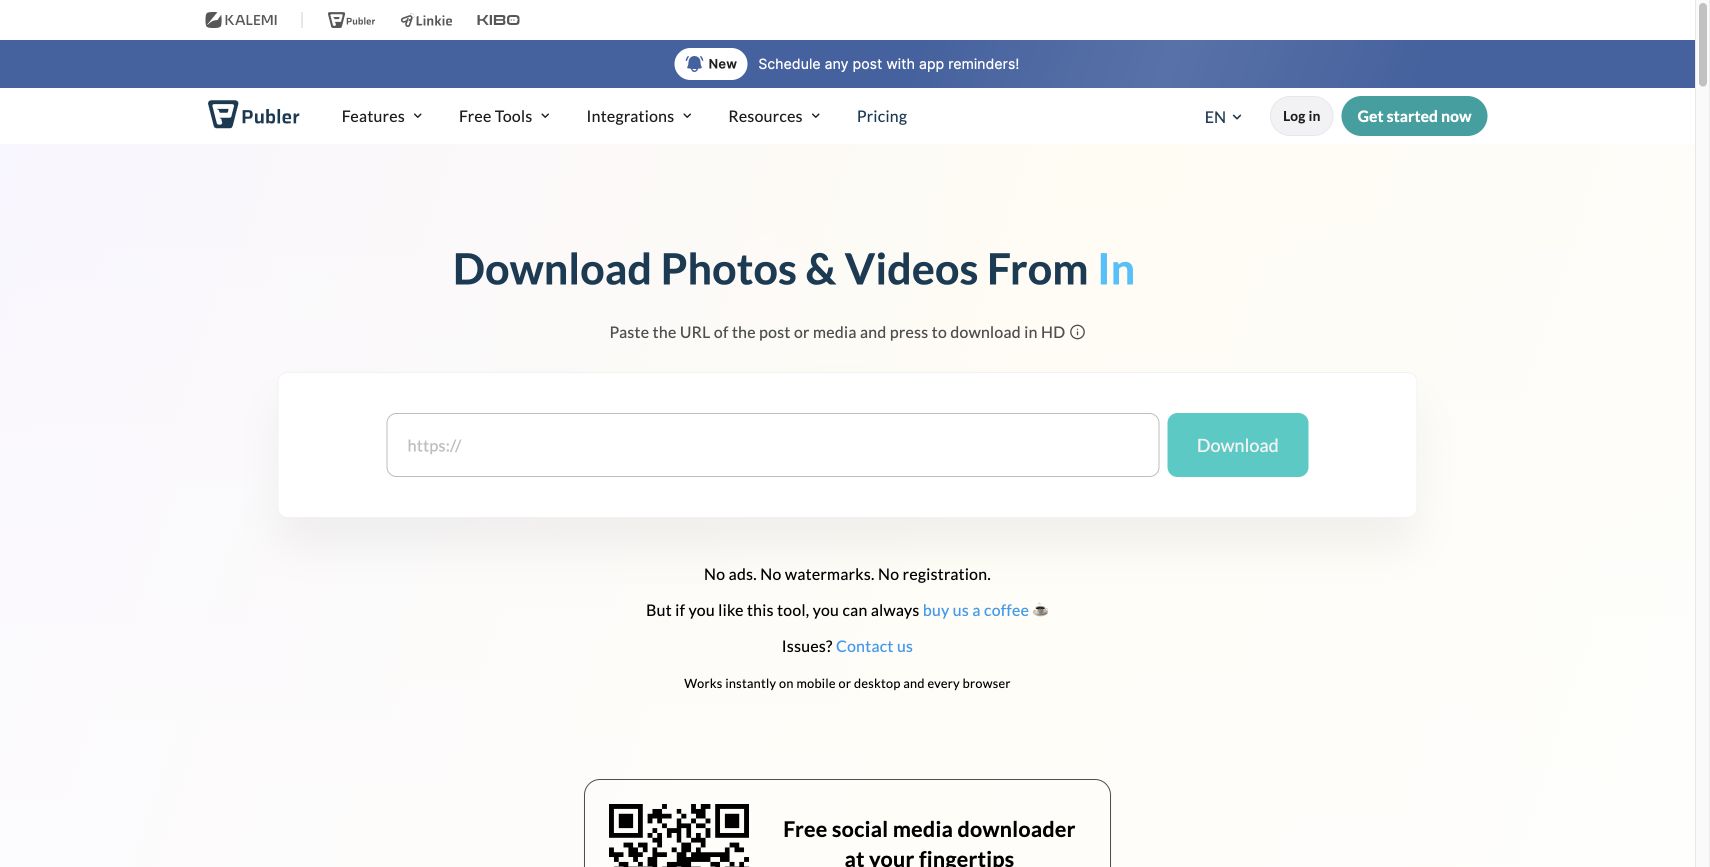 KALEMI Publer Linkie KIBO
New Schedule any post with app reminders!
Publer Features Free Tools Integrations Resources Pricing EN Log in Get started now
Download Photos & Videos From In
Paste the URL of the post or media and press to download in HD
https:// Download
No ads. No watermarks. No registration.
But if you like this tool, you can always buy us a coffee ☕
Issues? Contact us
Works instantly on mobile or desktop and every browser
Free social media downloader
at your fingertips